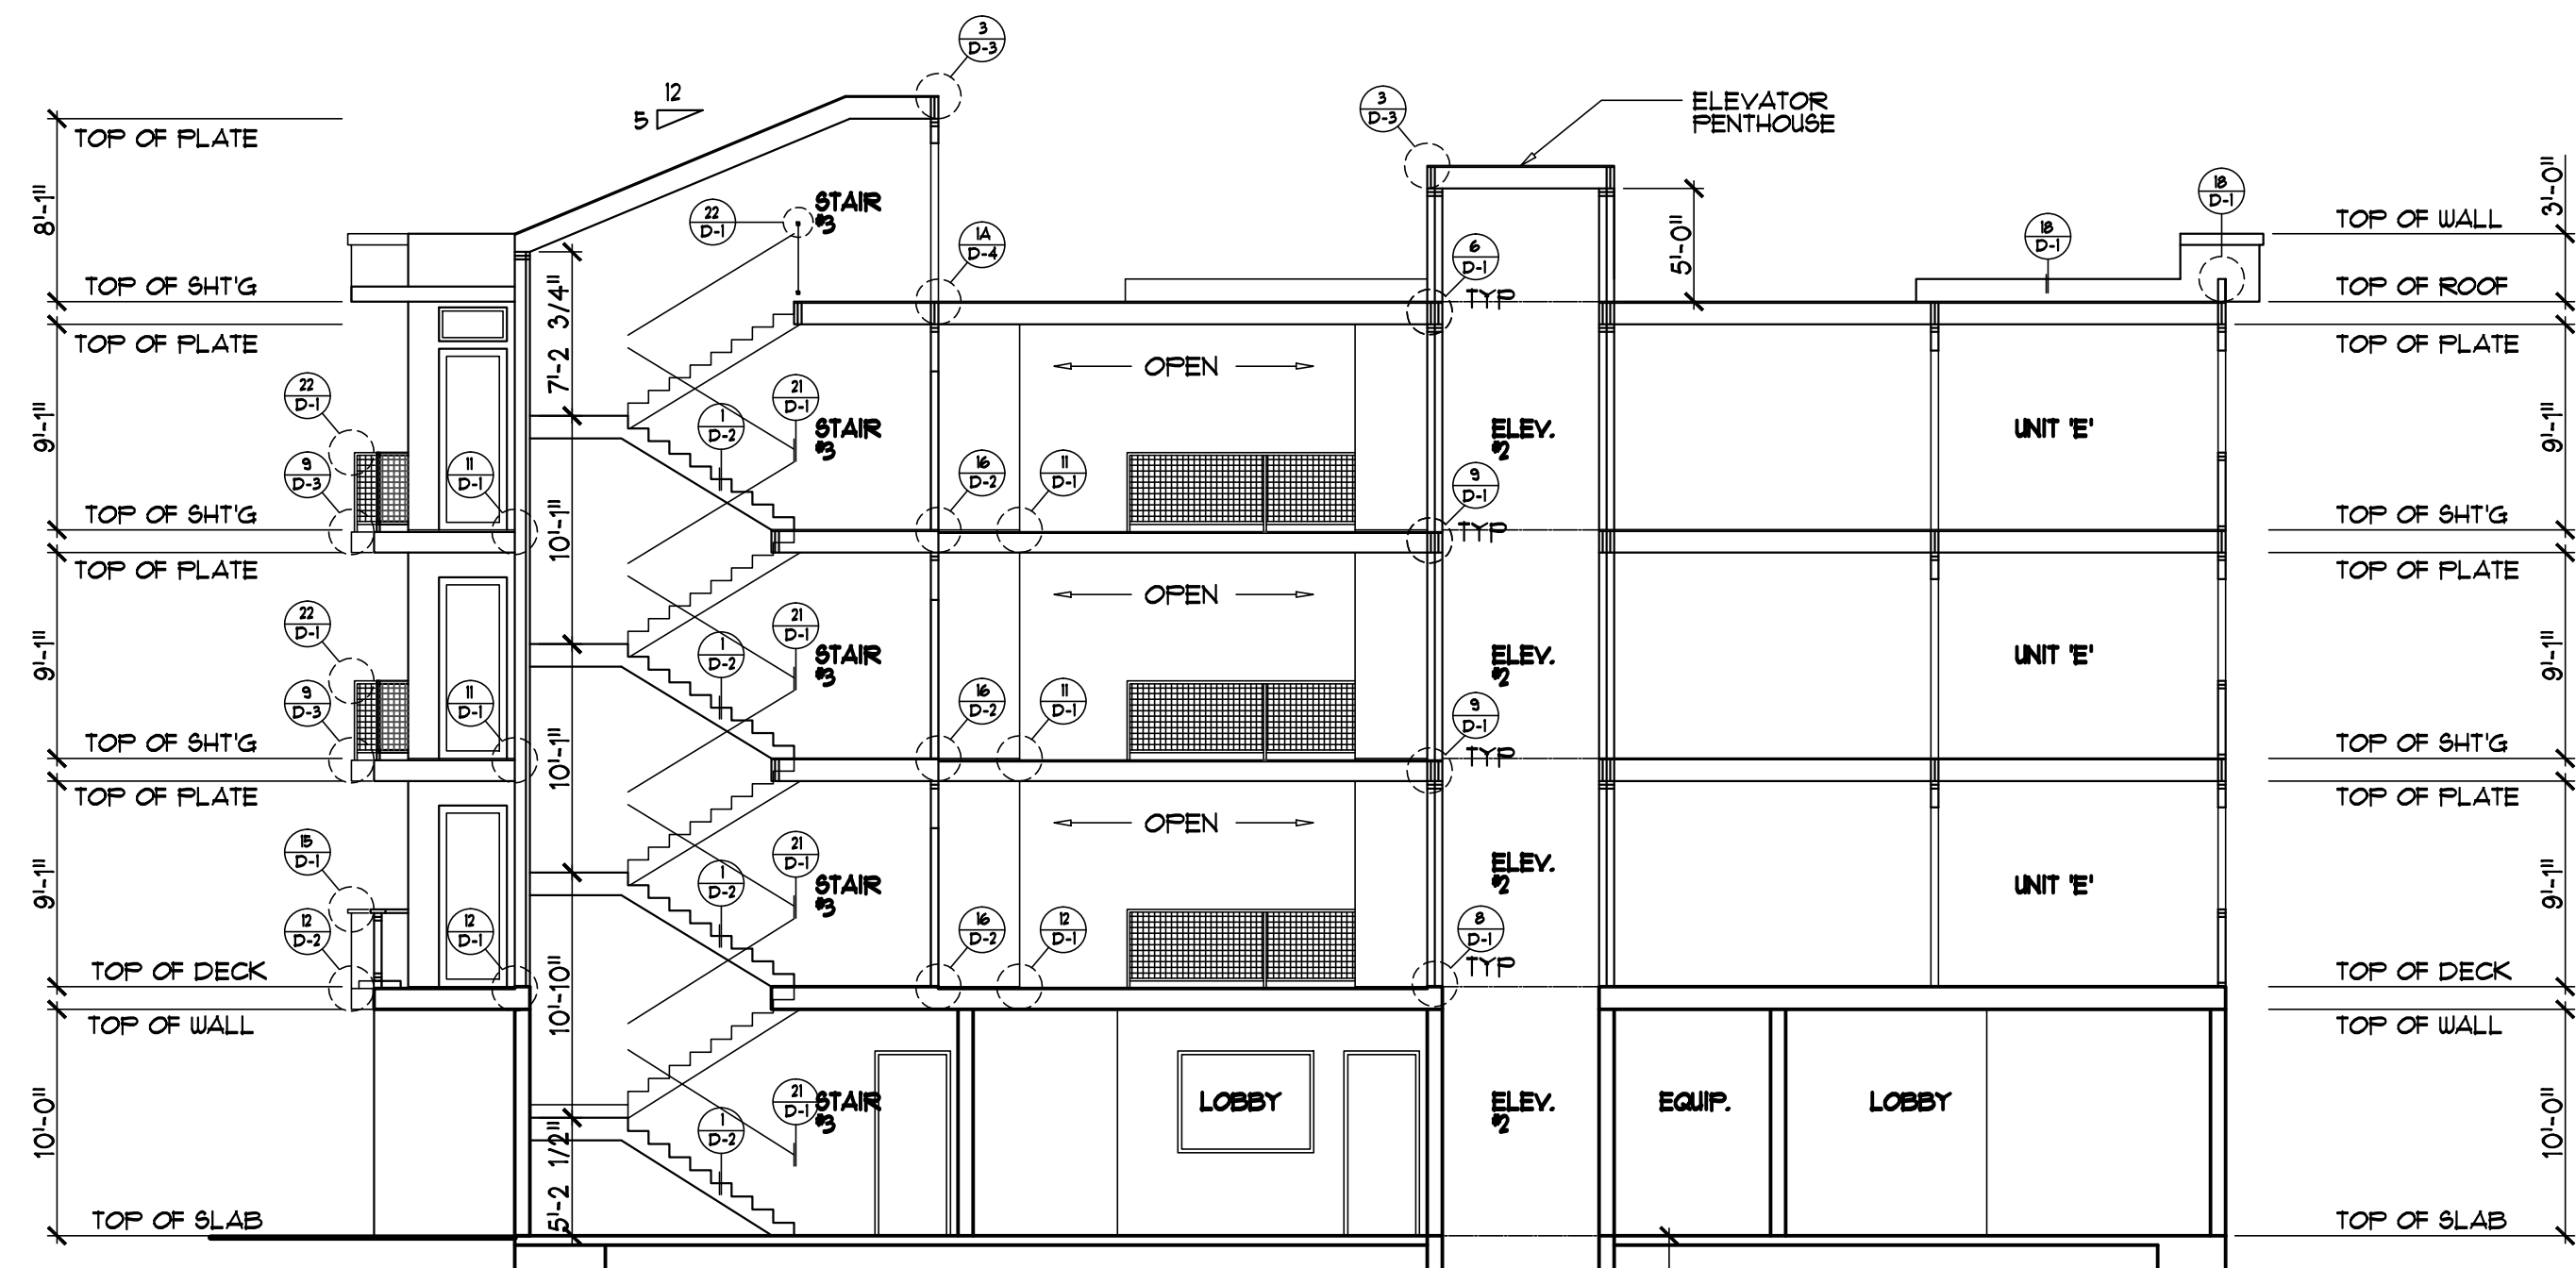 3
D-3
12
5
TOP OF PLATE
3
D-3
ELEVATOR
PENTHOUSE
8'-1"
STAIR
#3
22
D-1
1A
D-4
6
D-1
TYP
5'-0"
18
D-1
18
D-1
TOP OF WALL
3'-0"
TOP OF SHT'G
TOP OF ROOF
TOP OF PLATE
7'-2 3/4"
OPEN
TOP OF PLATE
22
D-1
9'-1"
9
D-3
11
D-1
1
D-2
21
D-1
STAIR
#3
16
D-2
11
D-1
9
D-1
TYP
ELEV.
#2
UNIT 'E'
9'-1"
TOP OF SHT'G
10'-1"
TOP OF SHT'G
TOP OF PLATE
OPEN
TOP OF PLATE
22
D-1
9'-1"
9
D-3
11
D-1
1
D-2
21
D-1
STAIR
#3
16
D-2
11
D-1
9
D-1
TYP
ELEV.
#2
UNIT 'E'
9'-1"
TOP OF SHT'G
10'-1"
TOP OF SHT'G
TOP OF PLATE
OPEN
TOP OF PLATE
15
D-1
9'-1"
12
D-2
12
D-1
1
D-2
21
D-1
STAIR
#3
16
D-2
12
D-1
8
D-1
TYP
ELEV.
#2
UNIT 'E'
9'-1"
TOP OF DECK
10'-10"
TOP OF DECK
TOP OF WALL
TOP OF WALL
10'-0"
5'-2 1/2"
1
D-2
21
D-1
STAIR
#3
LOBBY
ELEV.
#2
EQUIP.
LOBBY
10'-0"
TOP OF SLAB
TOP OF SLAB